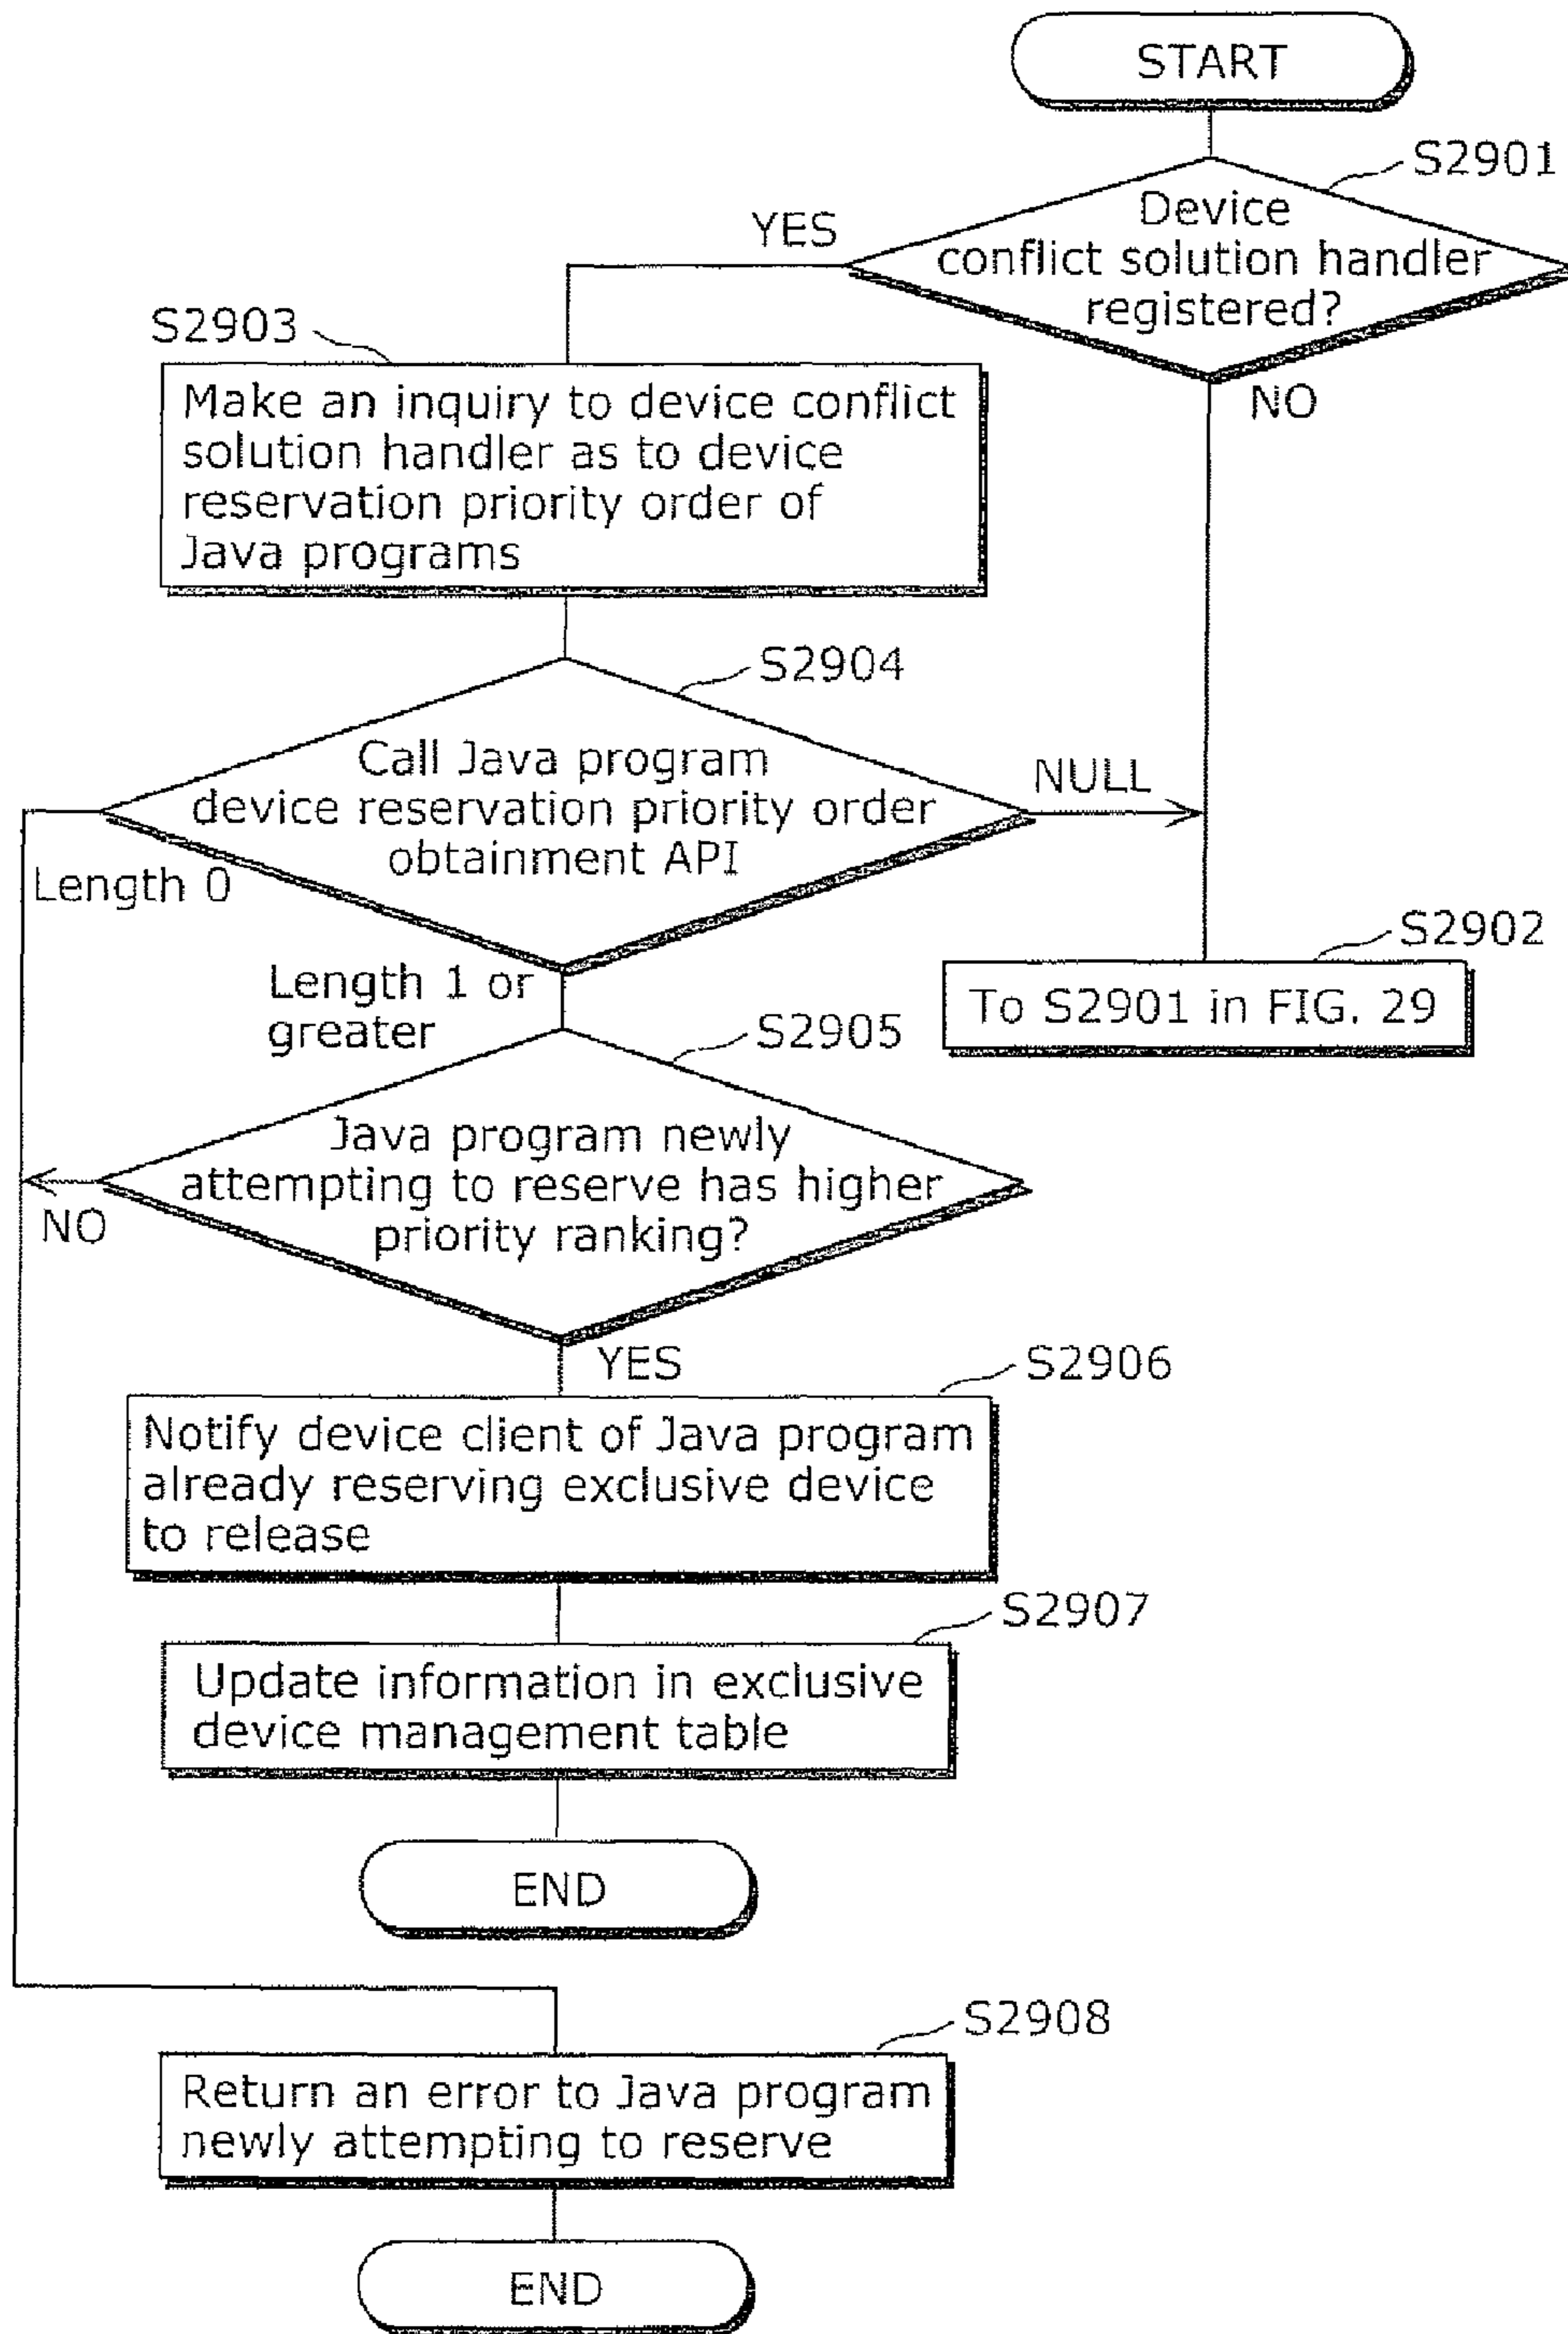 START
S2901
Device
conflict solution handler
registered?
YES
NO
S2903
Make an inquiry to device conflict
solution handler as to device
reservation priority order of
Java programs
S2904
Call Java program
device reservation priority order
obtainment API
NULL
Length 0
Length 1 or
greater
S2902
To S2901 in FIG. 29
S2905
Java program newly
attempting to reserve has higher
priority ranking?
NO
YES
S2906
Notify device client of Java program
already reserving exclusive device
to release
S2907
Update information in exclusive
device management table
END
S2908
Return an error to Java program
newly attempting to reserve
END